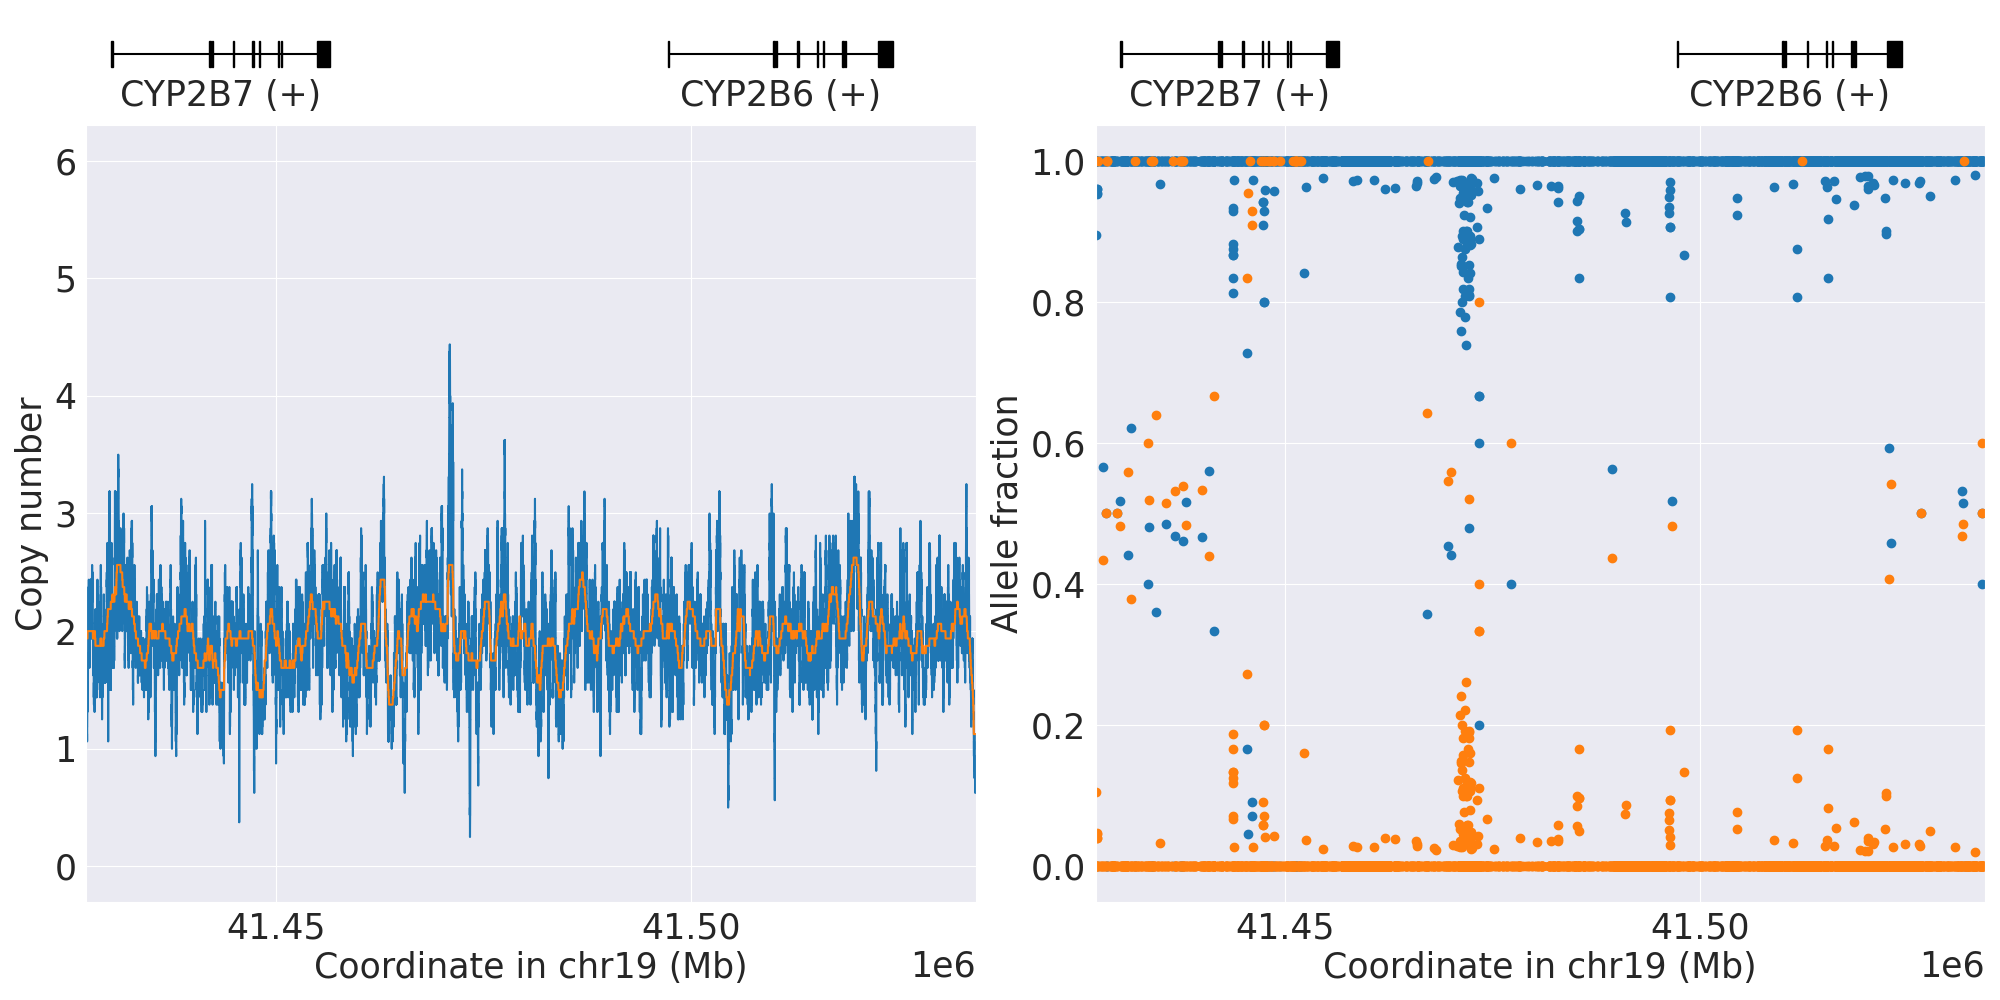 CYP2B7 (+) CYP2B6 (+)
6
5
4
3
2
1
0
Copy number
41.45 41.50
Coordinate in chr19 (Mb) 1e6
CYP2B7 (+) CYP2B6 (+)
1.0
0.8
0.6
0.4
0.2
0.0
Allele fraction
41.45 41.50
Coordinate in chr19 (Mb) 1e6